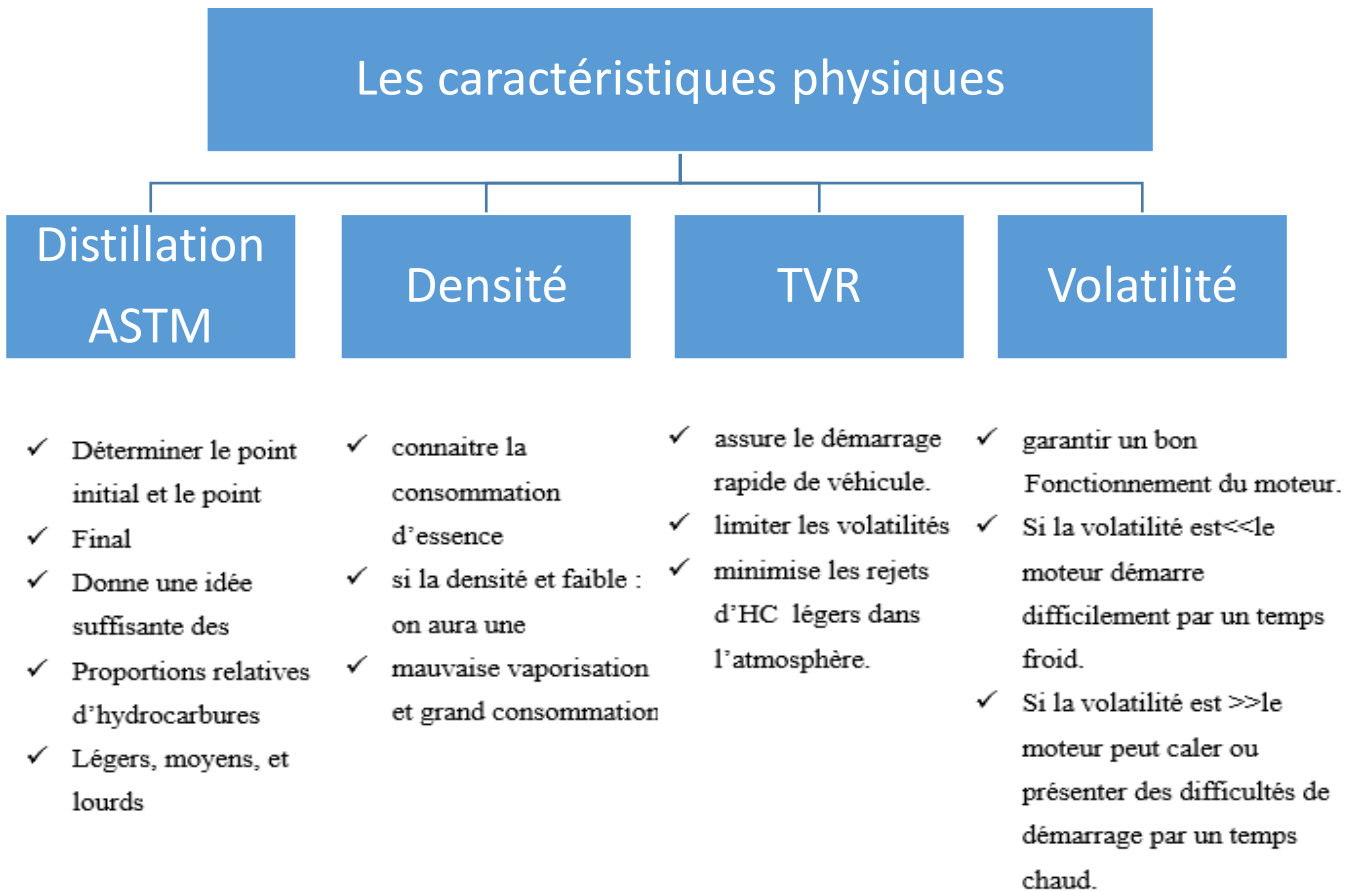 Les caractéristiques physiques
Distillation
ASTM
Densité
TVR
Volatilité
✓ Déterminer le point
initial et le point
✓ Final
✓ Donne une idée
suffisante des
✓ Proportions relatives
d’hydrocarbures
✓ Légers, moyens, et
lourds
✓ connaitre la
consommation
d’essence
✓ si la densité et faible :
on aura une
✓ mauvaise vaporisation
et grand consommation
✓ assure le démarrage
rapide de véhicule.
✓ limiter les volatilités
✓ minimise les rejets
d’HC légers dans
l’atmosphère.
✓ garantir un bon
Fonctionnement du moteur.
✓ Si la volatilité est<<le
moteur démarre
difficilement par un temps
froid.
✓ Si la volatilité est >>le
moteur peut caler ou
présenter des difficultés de
démarrage par un temps
chaud.